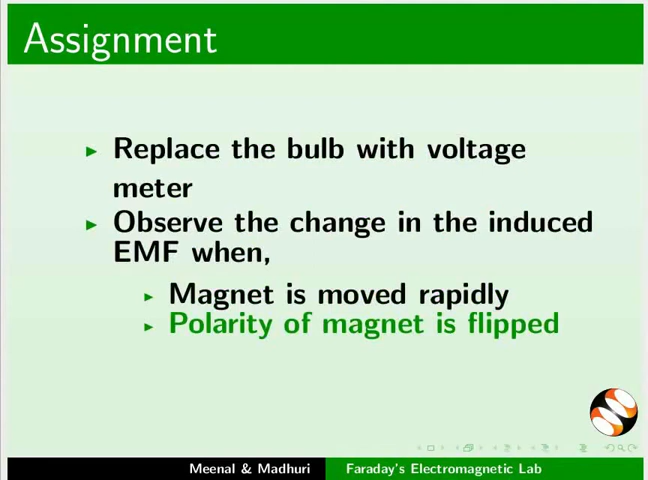 Assignment
Replace the bulb with voltage
meter
Observe the change in the induced
EMF when,
Magnet is moved rapidly
Polarity of magnet is flipped
Meenal & Madhuri
Faraday's Electromagnetic Lab